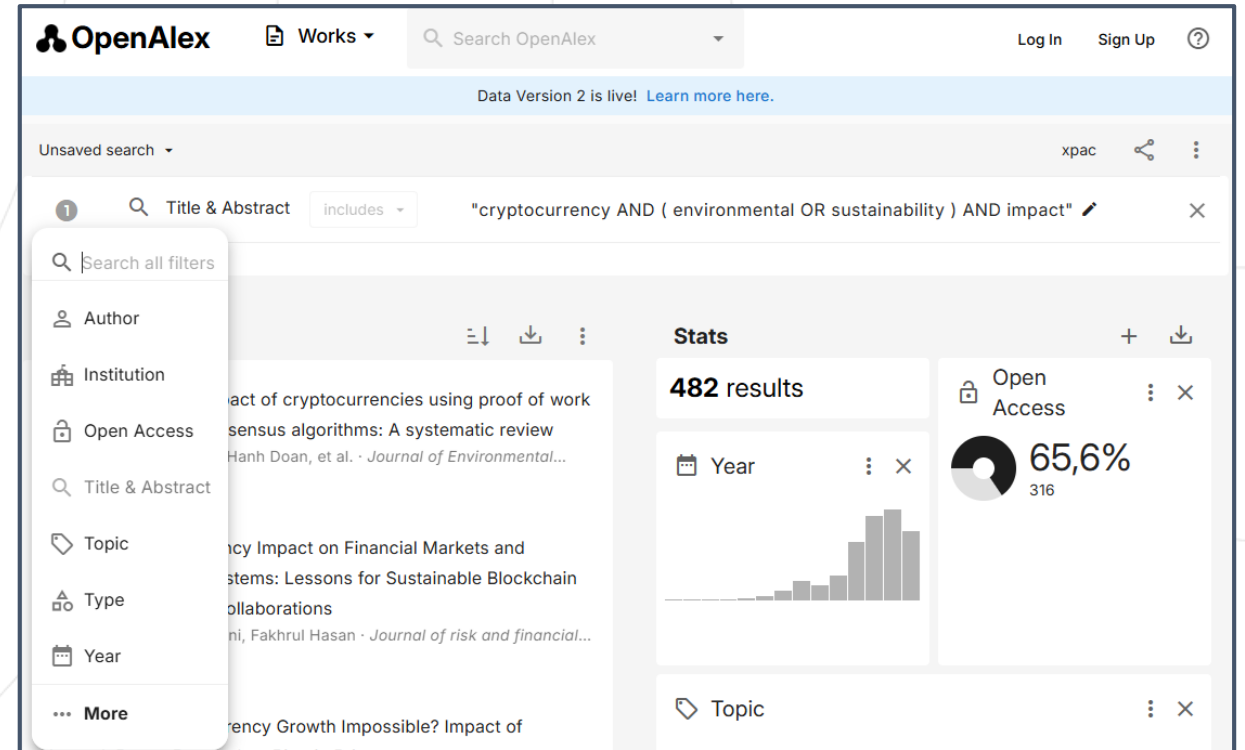 OpenAlex
Works
Search OpenAlex
Log In
Sign Up
Data Version 2 is live! Learn more here.
Unsaved search
xpac
1
Title & Abstract
includes
"cryptocurrency AND ( environmental OR sustainability ) AND impact"
Search all filters
Author
Institution
Open Access
Title & Abstract
Topic
Type
Year
More
act of cryptocurrencies using proof of work
sensus algorithms: A systematic review
Hanh Doan, et al. · Journal of Environmental...
ncy Impact on Financial Markets and
stems: Lessons for Sustainable Blockchain
ollaborations
ni, Fakhrul Hasan · Journal of risk and financial...
rency Growth Impossible? Impact of
Stats
482 results
Year
Open
Access
65,6%
316
Topic